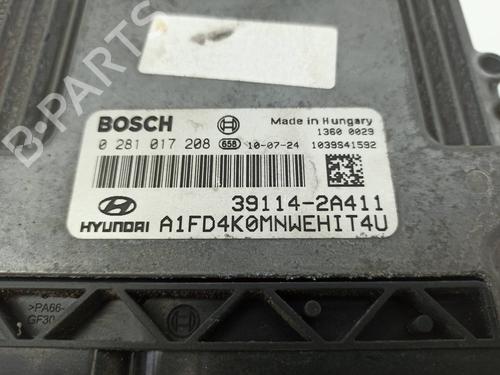 BOSCH
Made in Hungary
1360 0029
0 281 017 208 658 10-07-24 1039S41592
39114-2A411
HYUNDAI A1FD4K0MNWEHIT4U
>PA66-
GF30
B-PARTS